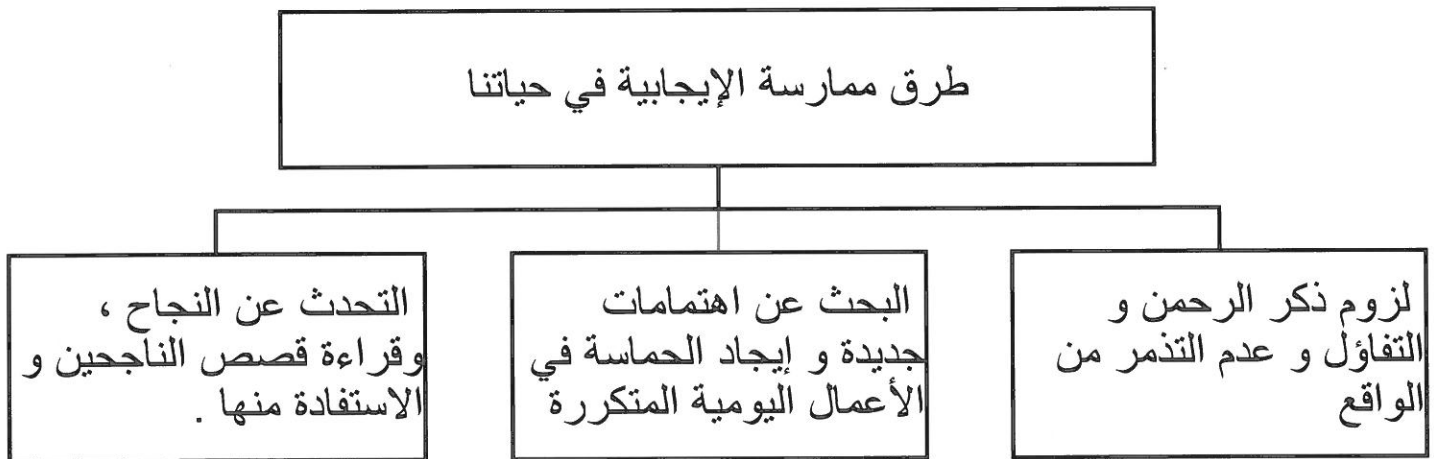 طرق ممارسة الإيجابية في حياتنا
لزوم ذكر الرحمن و
التفاؤل و عدم التذمر من
الواقع
البحث عن اهتمامات
جديدة و إيجاد الحماسة في
الأعمال اليومية المتكررة
التحدث عن النجاح ،
وقراءة قصص الناجحين و
الاستفادة منها .